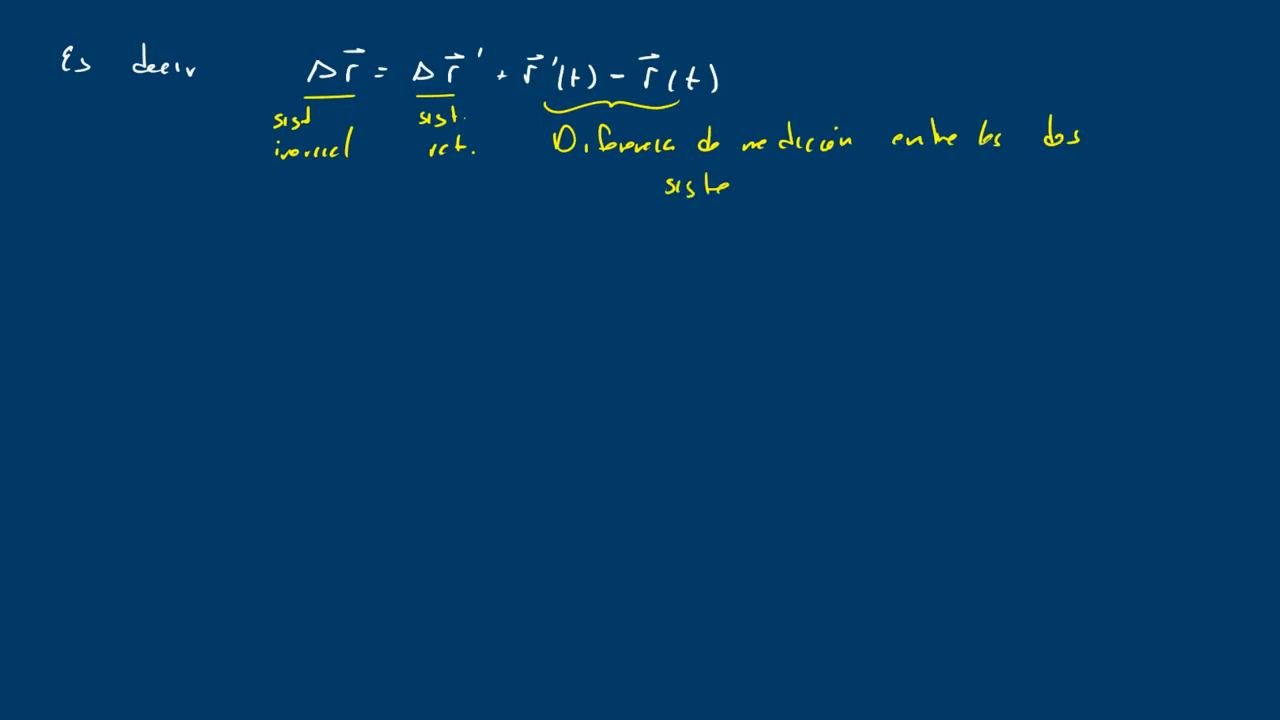 Es decir Δr⃗ = Δr⃗' + r⃗'(t) - r⃗(t)
sist sist.
inercial rot. Diferencia de medición entre los dos
siste